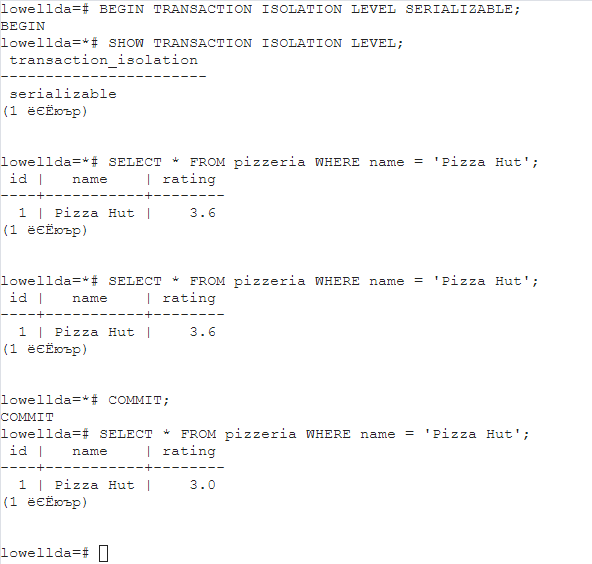 lowellda=# BEGIN TRANSACTION ISOLATION LEVEL SERIALIZABLE;
BEGIN
lowellda=*# SHOW TRANSACTION ISOLATION LEVEL;
 transaction_isolation
-----------------------
 serializable
(1 ёЄЁюър)
lowellda=*# SELECT * FROM pizzeria WHERE name = 'Pizza Hut';
 id |   name    | rating
----+-----------+--------
  1 | Pizza Hut |    3.6
(1 ёЄЁюър)
lowellda=*# SELECT * FROM pizzeria WHERE name = 'Pizza Hut';
 id |   name    | rating
----+-----------+--------
  1 | Pizza Hut |    3.6
(1 ёЄЁюър)
lowellda=*# COMMIT;
COMMIT
lowellda=# SELECT * FROM pizzeria WHERE name = 'Pizza Hut';
 id |   name    | rating
----+-----------+--------
  1 | Pizza Hut |    3.0
(1 ёЄЁюър)
lowellda=#